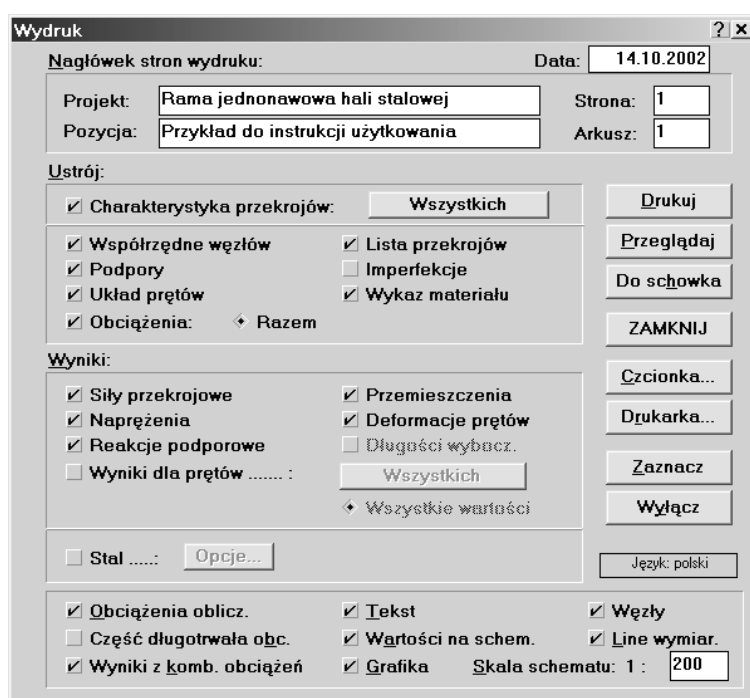 Wydruk ? x
Nagłówek stron wydruku: Data: 14.10.2002
Projekt: Rama jednonawowa hali stalowej Strona: 1
Pozycja: Przykład do instrukcji użytkowania Arkusz: 1
Ustrój:
Charakterystyka przekrojów: Wszystkich Drukuj
Współrzędne węzłów Lista przekrojów Przeglądaj
Podpory Imperfekcje
Układ prętów Wykaz materiału Do schowka
Obciążenia: Razem ZAMKNIJ
Wyniki:
Siły przekrojowe Przemieszczenia Czcionka...
Naprężenia Deformacje prętów Drukarka...
Reakcje podporowe Długości wybocz.
Wyniki dla prętów ....... : Wszystkich Zaznacz
Wszystkie wartości Wyłącz
Stal .....: Opcje... Język: polski
Obciążenia oblicz. Tekst Węzły
Część długotrwała obc. Wartości na schem. Line wymiar.
Wyniki z komb. obciążeń Grafika Skala schematu: 1 : 200